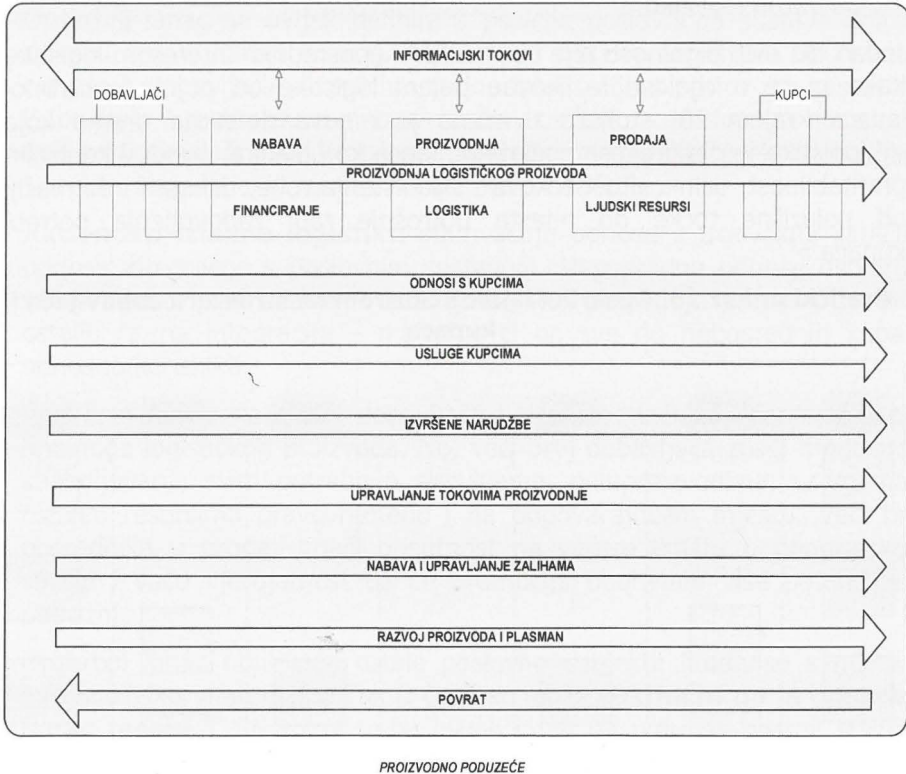 INFORMACIJSKI TOKOVI
DOBAVLJAČI
KUPCI
NABAVA PROIZVODNJA PRODAJA
PROIZVODNJA LOGISTIČKOG PROIZVODA
FINANCIRANJE LOGISTIKA LJUDSKI RESURSI
ODNOSI S KUPCIMA
USLUGE KUPCIMA
IZVRŠENE NARUDŽBE
UPRAVLJANJE TOKOVIMA PROIZVODNJE
NABAVA I UPRAVLJANJE ZALIHAMA
RAZVOJ PROIZVODA I PLASMAN
POVRAT
PROIZVODNO PODUZEĆE